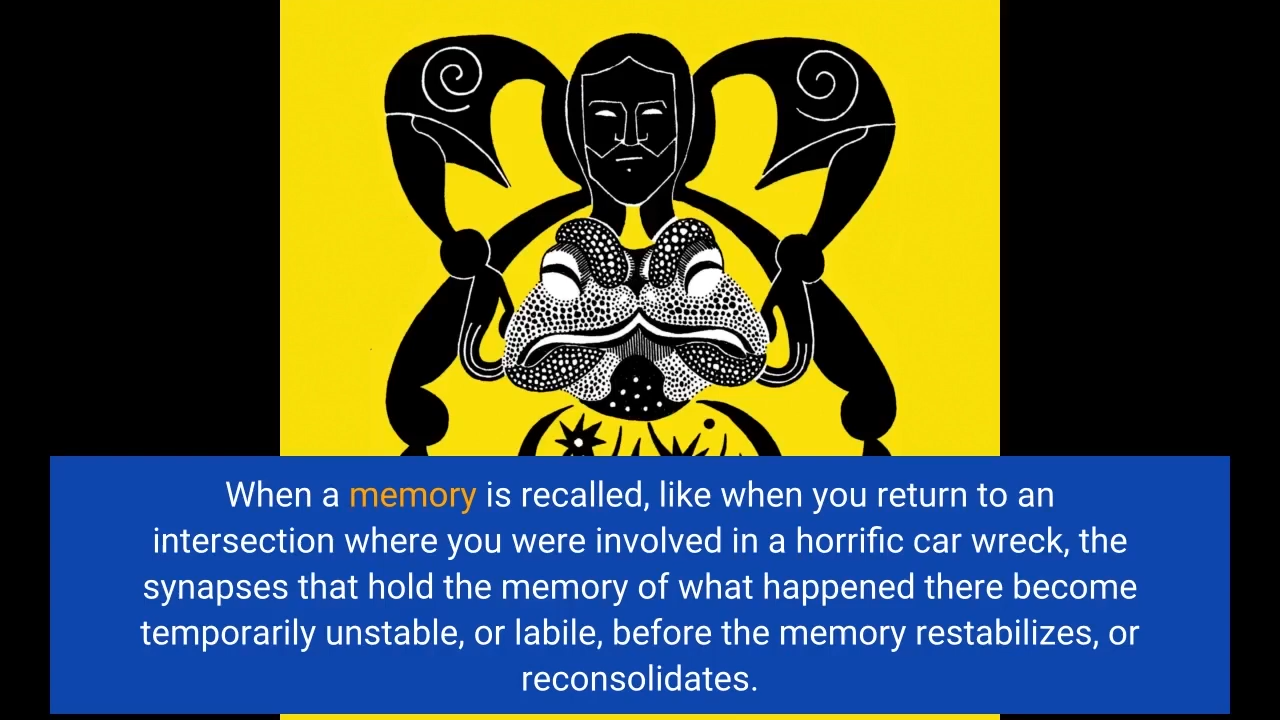 When a memory is recalled, like when you return to an
intersection where you were involved in a horrific car wreck, the
synapses that hold the memory of what happened there become
temporarily unstable, or labile, before the memory restabilizes, or
reconsolidates.